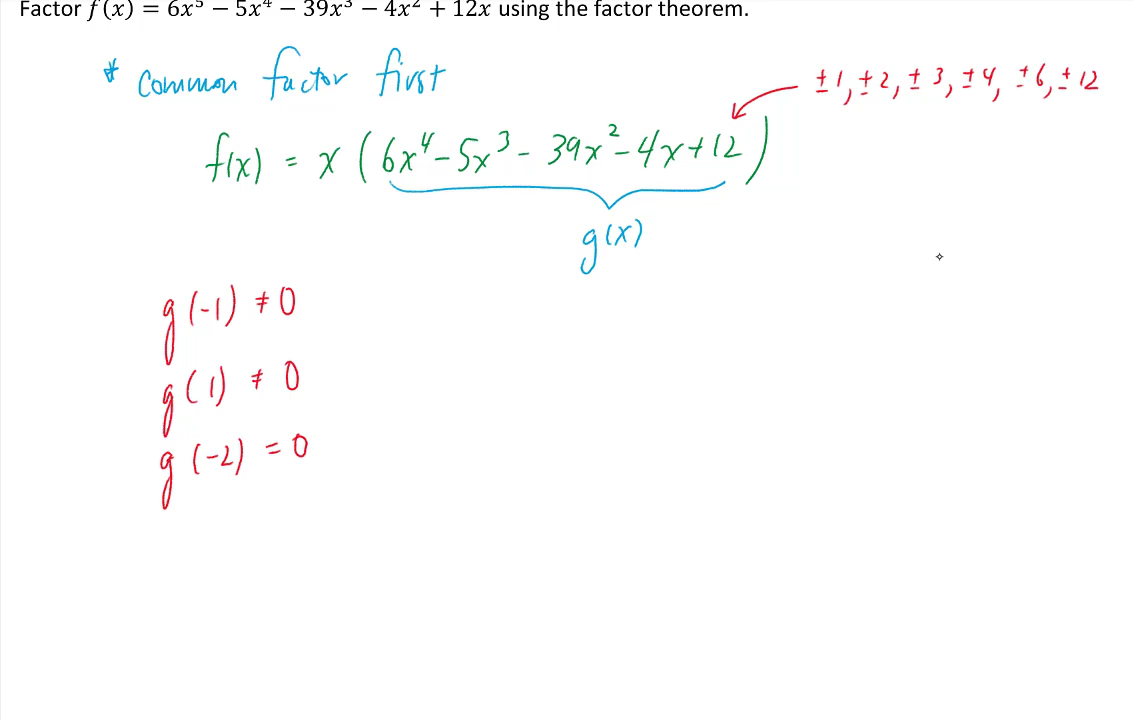 Factor f(x) = 6x⁵ − 5x⁴ − 39x³ − 4x² + 12x using the factor theorem.
* Common factor first
±1, ±2, ±3, ±4, ±6, ±12
f(x) = x (6x⁴ - 5x³ - 39x² - 4x + 12)
g(x)
g(-1) ≠ 0
g(1) ≠ 0
g(-2) = 0